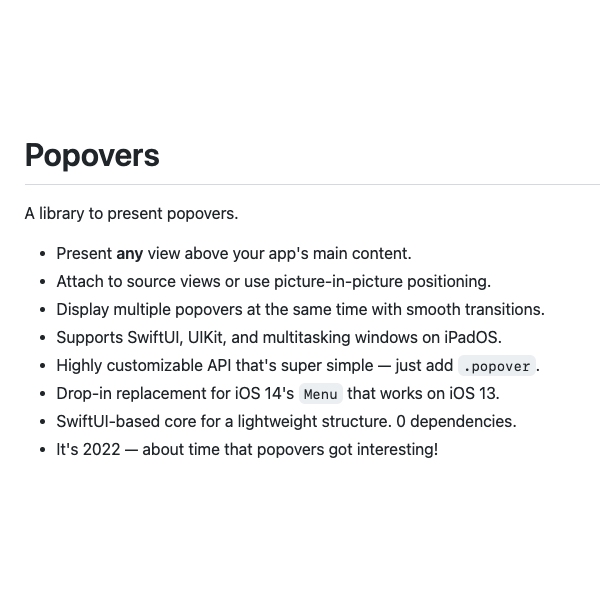 Popovers
A library to present popovers.
Present any view above your app's main content.
Attach to source views or use picture-in-picture positioning.
Display multiple popovers at the same time with smooth transitions.
Supports SwiftUI, UIKit, and multitasking windows on iPadOS.
Highly customizable API that's super simple — just add .popover.
Drop-in replacement for iOS 14's Menu that works on iOS 13.
SwiftUI-based core for a lightweight structure. 0 dependencies.
It's 2022 — about time that popovers got interesting!